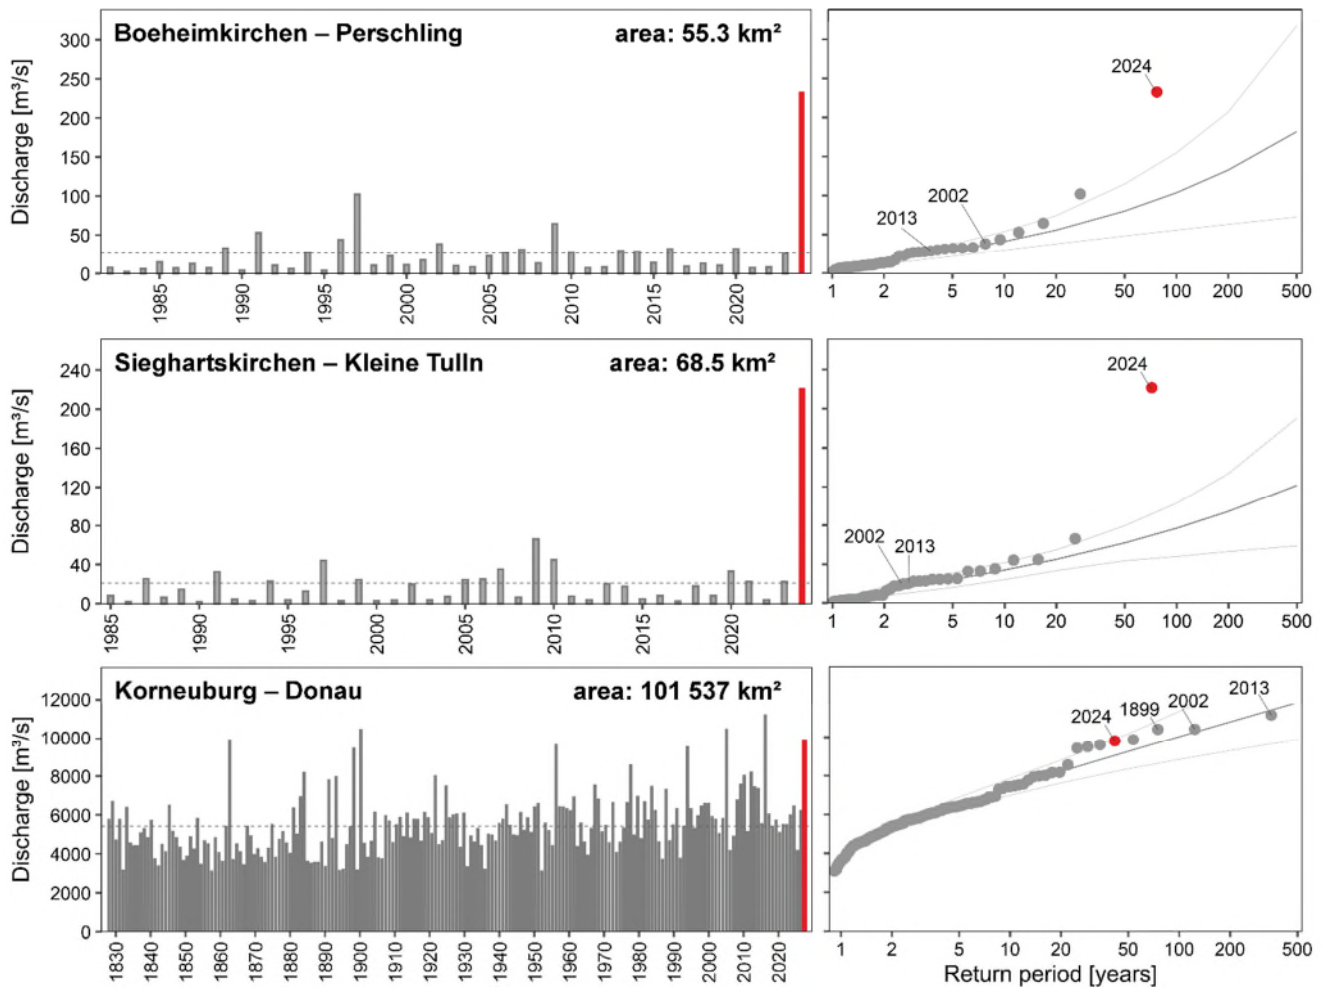 Boeheimkirchen – Perschling area: 55.3 km²
Discharge [m³/s]
300
250
200
150
100
50
0
1985 1990 1995 2000 2005 2010 2015 2020
2024
2002
2013
1 2 5 10 20 50 100 200 500
Sieghartskirchen – Kleine Tulln area: 68.5 km²
Discharge [m³/s]
240
200
160
120
80
40
0
1985 1990 1995 2000 2005 2010 2015 2020
2024
2002
2013
1 2 5 10 20 50 100 200 500
Korneuburg – Donau area: 101 537 km²
Discharge [m³/s]
12000
10000
8000
6000
4000
2000
0
1830 1840 1850 1860 1870 1880 1890 1900 1910 1920 1930 1940 1950 1960 1970 1980 1990 2000 2010 2020
2024 1899 2002 2013
1 2 5 10 20 50 100 200 500
Return period [years]